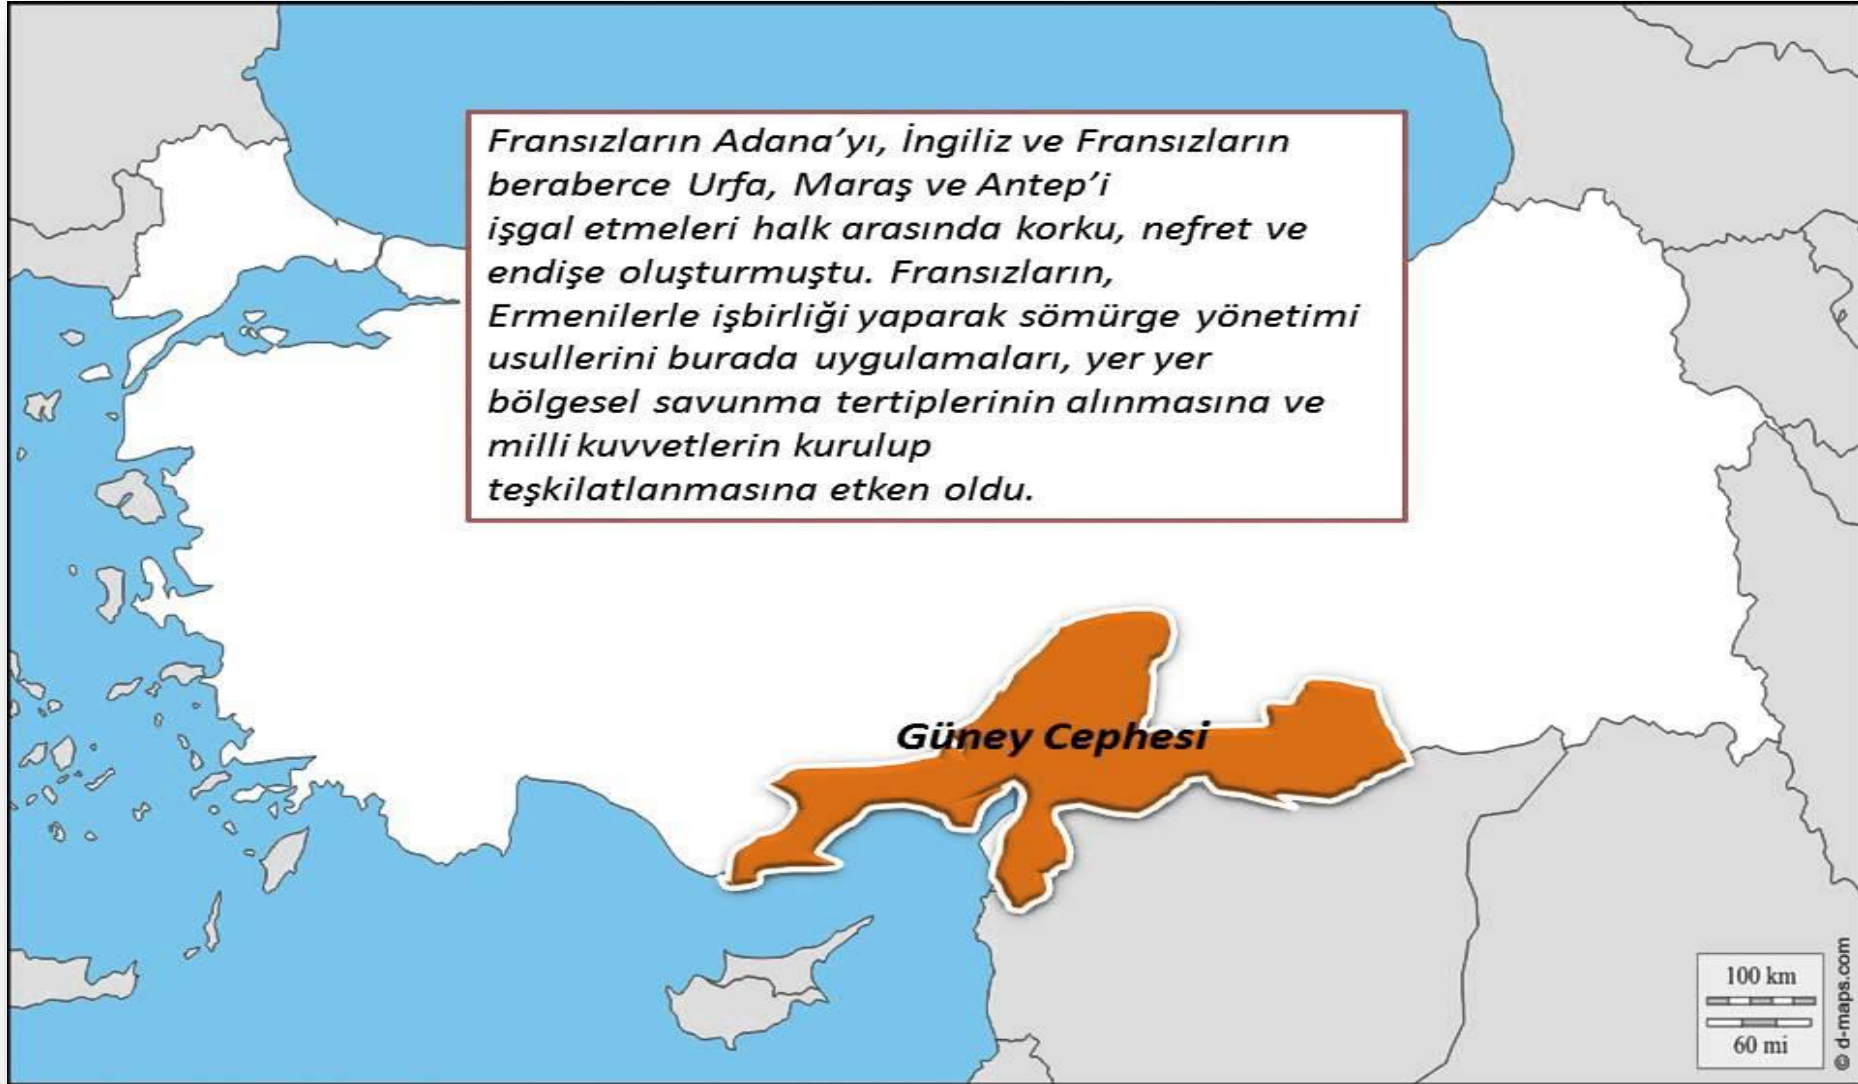 Fransızların Adana’yı, İngiliz ve Fransızların
beraberce Urfa, Maraş ve Antep’i
işgal etmeleri halk arasında korku, nefret ve
endişe oluşturmuştu. Fransızların,
Ermenilerle işbirliği yaparak sömürge yönetimi
usullerini burada uygulamaları, yer yer
bölgesel savunma tertiplerinin alınmasına ve
milli kuvvetlerin kurulup
teşkilatlanmasına etken oldu.
Güney Cephesi
100 km
60 mi
© d-maps.com